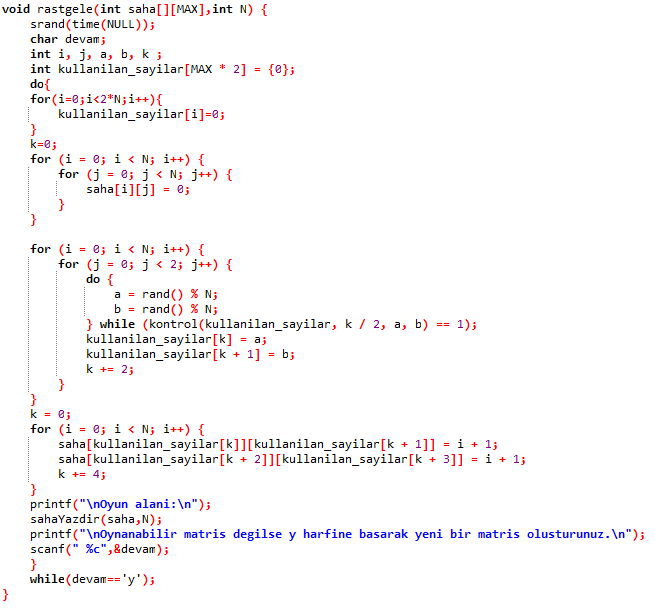 void rastgele(int saha[][MAX],int N) {
srand(time(NULL));
char devam;
int i, j, a, b, k ;
int kullanilan_sayilar[MAX * 2] = {0};
do{
for(i=0;i<2*N;i++){
kullanilan_sayilar[i]=0;
}
k=0;
for (i = 0; i < N; i++) {
for (j = 0; j < N; j++) {
saha[i][j] = 0;
}
}
for (i = 0; i < N; i++) {
for (j = 0; j < 2; j++) {
do {
a = rand() % N;
b = rand() % N;
} while (kontrol(kullanilan_sayilar, k / 2, a, b) == 1);
kullanilan_sayilar[k] = a;
kullanilan_sayilar[k + 1] = b;
k += 2;
}
}
k = 0;
for (i = 0; i < N; i++) {
saha[kullanilan_sayilar[k]][kullanilan_sayilar[k + 1]] = i + 1;
saha[kullanilan_sayilar[k + 2]][kullanilan_sayilar[k + 3]] = i + 1;
k += 4;
}
printf("\nOyun alani:\n");
sahaYazdir(saha,N);
printf("\nOynanabilir matris degilse y harfine basarak yeni bir matris olusturunuz.\n");
scanf(" %c",&devam);
}
while(devam=='y');
}